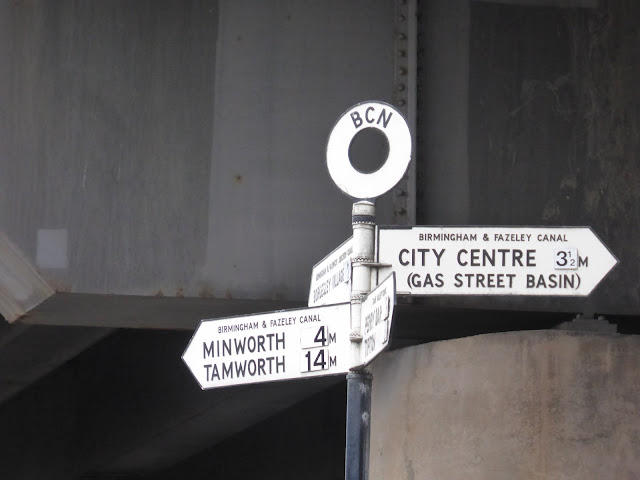 BCN
BIRMINGHAM & FAZELEY CANAL
CITY CENTRE 3½M
(GAS STREET BASIN)
BIRMINGHAM & FAZELEY CANAL
MINWORTH 4M
TAMWORTH 14M